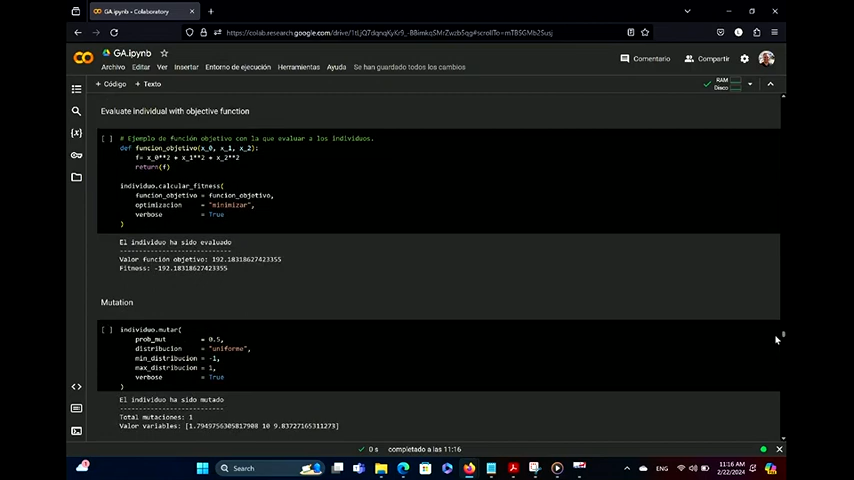 GA.ipynb - Colaboratory
GA.ipynb
Archivo Editar Ver Insertar Entorno de ejecución Herramientas Ayuda Se han guardado todos los cambios
Comentario Compartir
+ Código + Texto
RAM
Disco
Evaluate individual with objective function
[ ] # Ejemplo de función objetivo con la que evaluar a los individuos.
def funcion_objetivo(x_0, x_1, x_2):
f= x_0**2 + x_1**2 + x_2**2
return(f)
individuo.calcular_fitness(
funcion_objetivo = funcion_objetivo,
optimizacion = "minimizar",
verbose = True
)
El individuo ha sido evaluado
----------------------------
Valor función objetivo: 192.18318627423355
Fitness: -192.18318627423355
Mutation
[ ] individuo.mutar(
prob_mut = 0.5,
distribucion = "uniforme",
min_distribucion = -1,
max_distribucion = 1,
verbose = True
)
El individuo ha sido mutado
--------------------------
Total mutaciones: 1
Valor variables: [1.7949756305817908 10 9.83727165311273]
0 s completado a las 11:16
Search
ENG
11:16 AM
2/22/2024